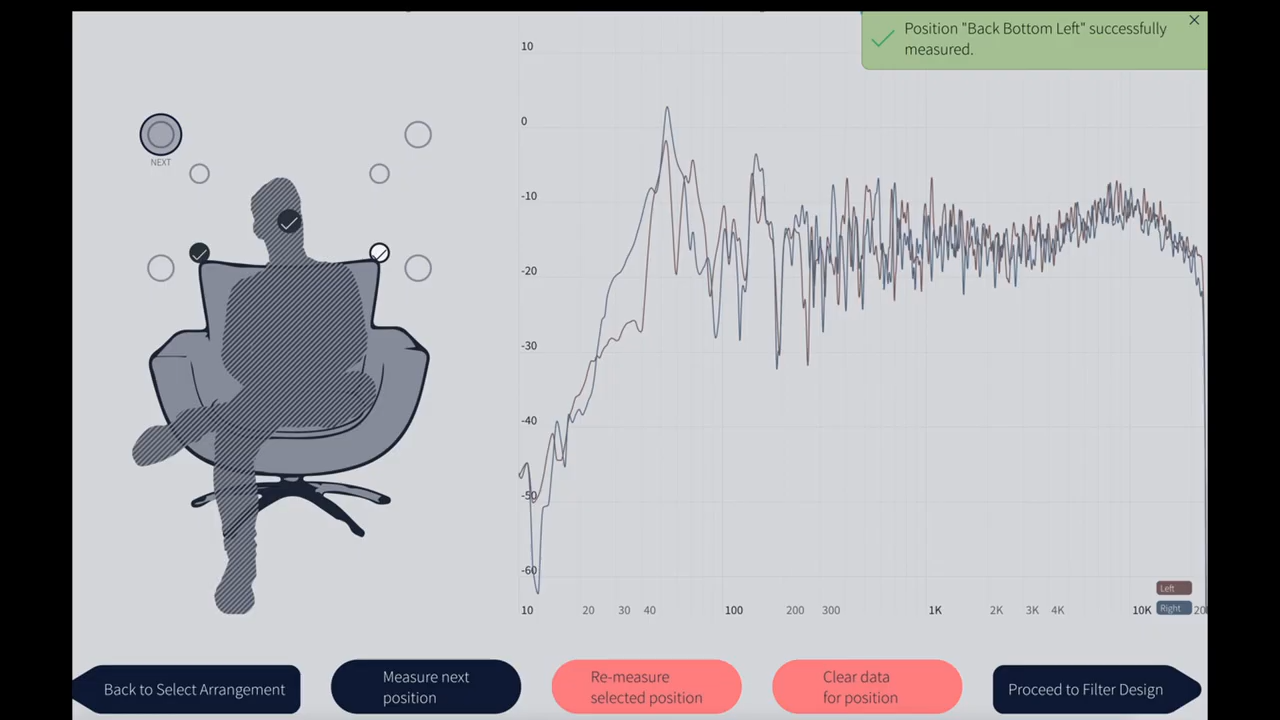 Position "Back Bottom Left" successfully
measured.
NEXT
10
0
-10
-20
-30
-40
-50
-60
10 20 30 40 100 200 300 1K 2K 3K 4K 10K 20
Left
Right
Back to Select Arrangement
Measure next
position
Re-measure
selected position
Clear data
for position
Proceed to Filter Design